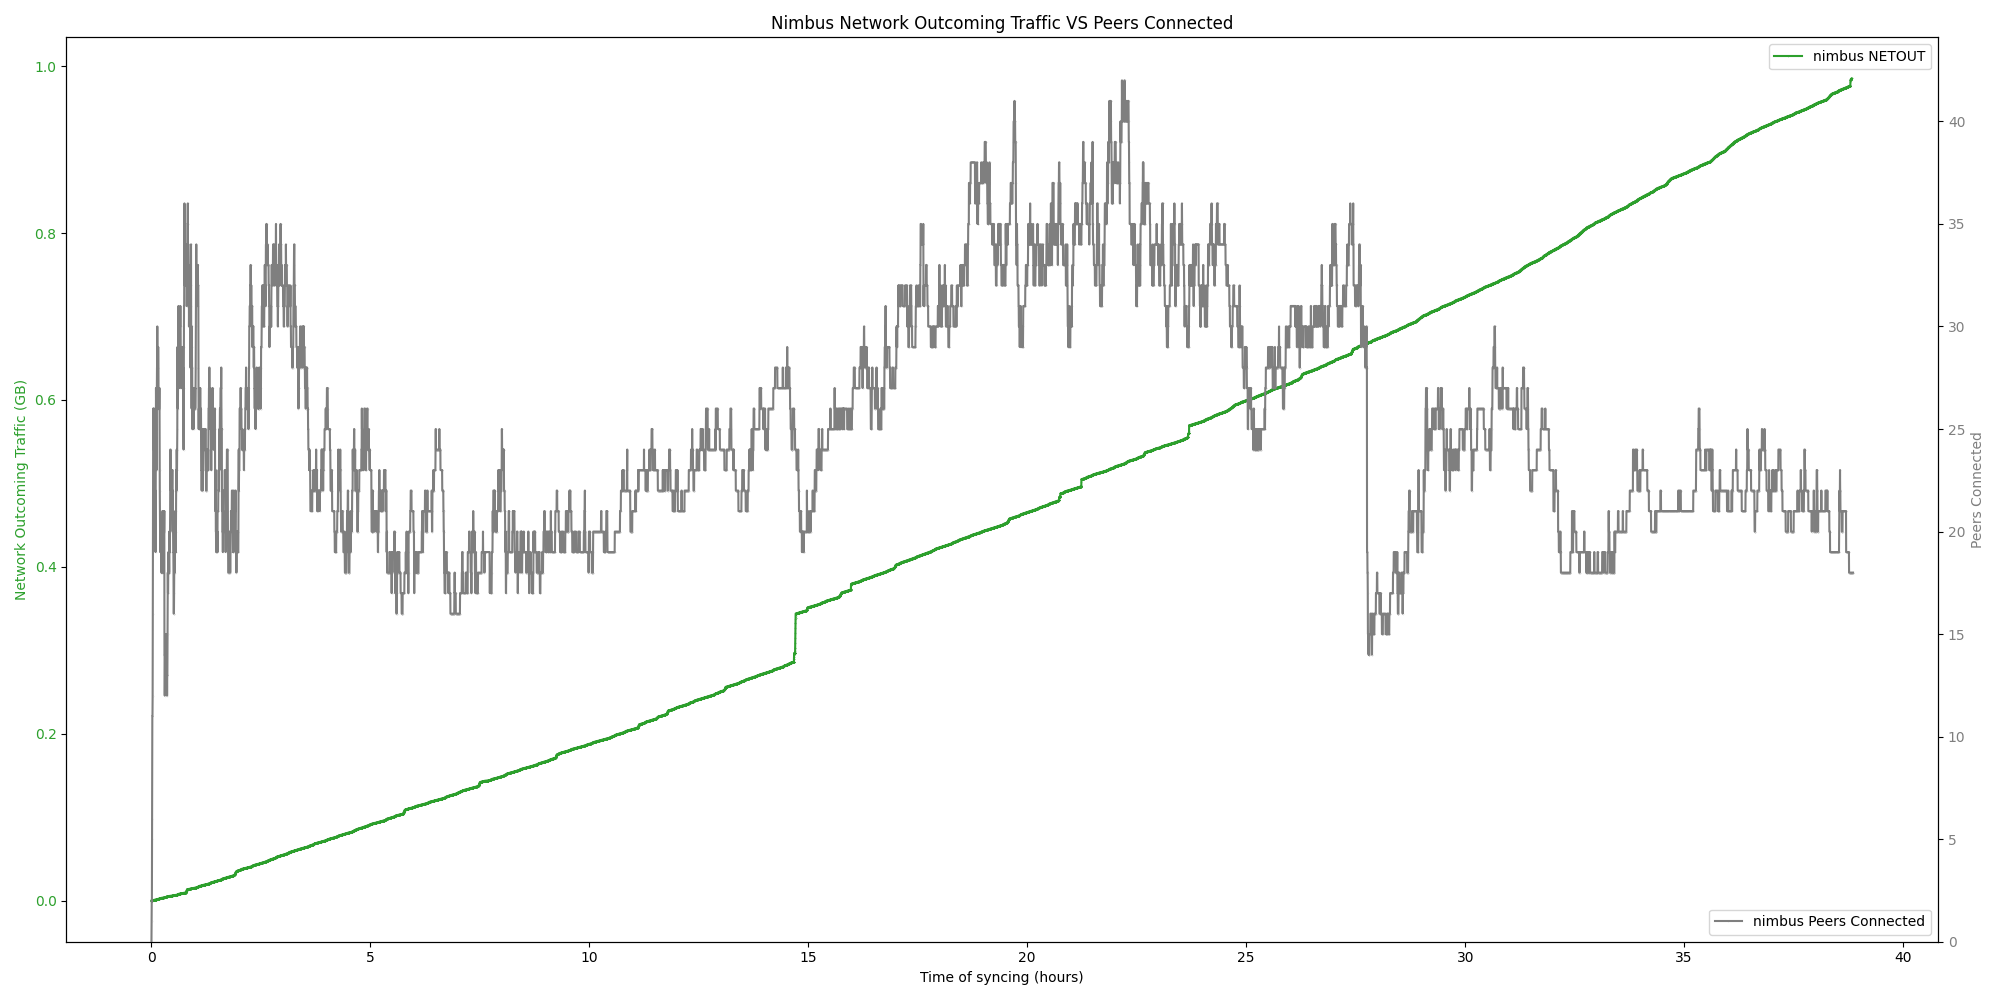 Nimbus Network Outcoming Traffic VS Peers Connected
nimbus NETOUT
1.0
0.8
0.6
0.4
0.2
0.0
Network Outcoming Traffic (GB)
40
35
30
25
20
15
10
5
0
Peers Connected
nimbus Peers Connected
0 5 10 15 20 25 30 35 40
Time of syncing (hours)